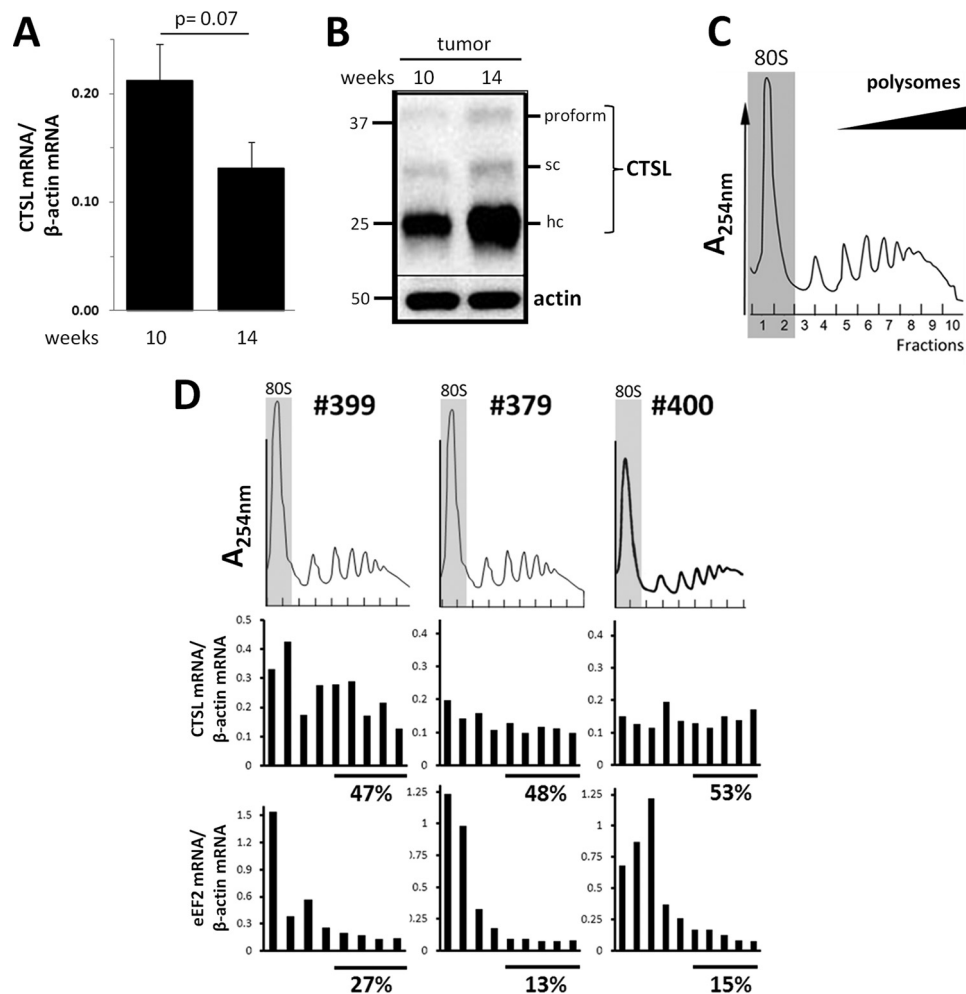 A
p= 0.07
CTSL mRNA/
β-actin mRNA
0.20
0.10
0.00
weeks
10
14
B
tumor
weeks
10
14
37
25
50
proform
sc
hc
CTSL
actin
C
80S
polysomes
A254nm
1 2 3 4 5 6 7 8 9 10
Fractions
D
80S
#399
80S
#379
80S
#400
A254nm
CTSL mRNA/
β-actin mRNA
0.5
0.4
0.3
0.2
0.1
0
47%
0.4
0.3
0.2
0.1
0
48%
0.4
0.3
0.2
0.1
0
53%
eEF2 mRNA/
β-actin mRNA
1.5
1.2
0.9
0.6
0.3
0
27%
1.25
1
).75
0.5
0.25
0
13%
1.25
1
0.75
0.5
0.25
0
15%